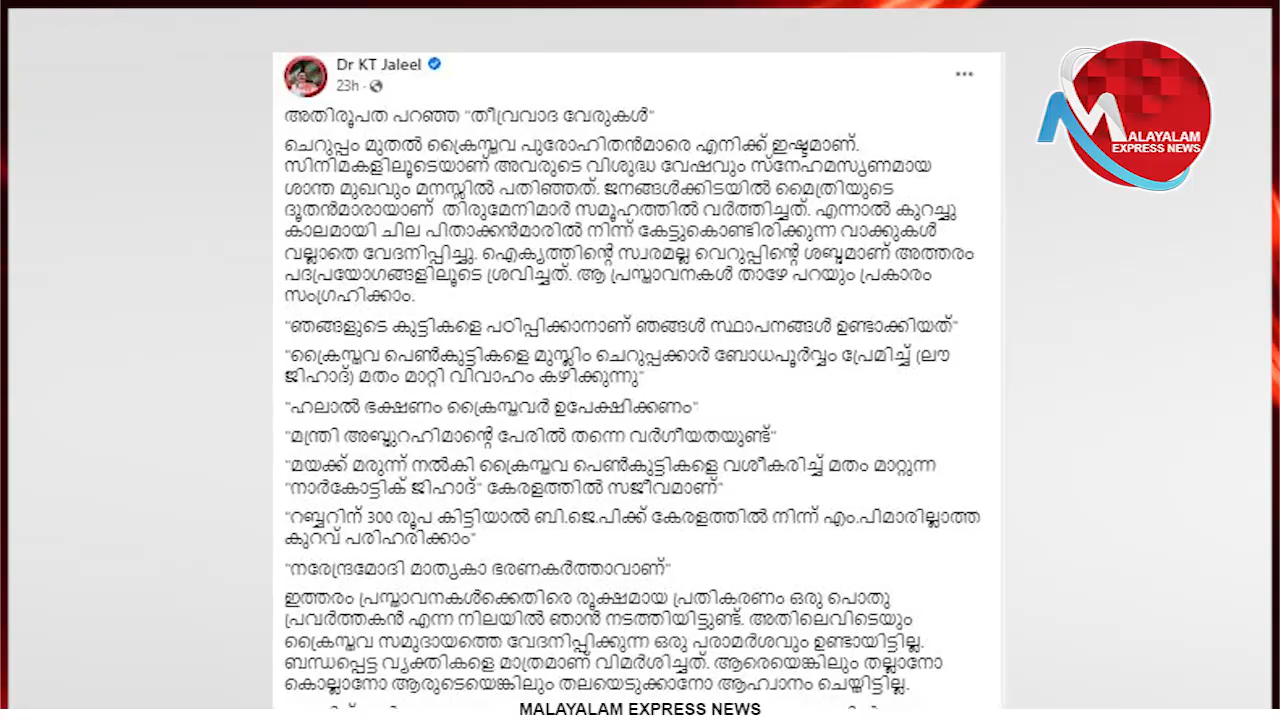 Dr KT Jaleel
23h ·
അതിരൂപത പറഞ്ഞ "തീവ്രവാദ വേരുകൾ"
ചെറുപ്പം മുതൽ ക്രൈസ്തവ പുരോഹിതൻമാരെ എനിക്ക് ഇഷ്ടമാണ്.
സിനിമകളിലൂടെയാണ് അവരുടെ വിശുദ്ധ വേഷവും സ്നേഹമസൃണമായ
ശാന്ത മുഖവും മനസ്സിൽ പതിഞ്ഞത്. ജനങ്ങൾക്കിടയിൽ മൈത്രിയുടെ
ദൂതൻമാരായാണ് തിരുമേനിമാർ സമൂഹത്തിൽ വർത്തിച്ചത്. എന്നാൽ കുറച്ചു
കാലമായി ചില പിതാക്കൻമാരിൽ നിന്ന് കേട്ടുകൊണ്ടിരിക്കുന്ന വാക്കുകൾ
വല്ലാതെ വേദനിപ്പിച്ചു. ഐക്യത്തിന്റെ സ്വരമല്ല വെറുപ്പിന്റെ ശബ്ദമാണ് അത്തരം
പദപ്രയോഗങ്ങളിലൂടെ ശ്രവിച്ചത്. ആ പ്രസ്താവനകൾ താഴേ പറയും പ്രകാരം
സംഗ്രഹിക്കാം.
"ഞങ്ങളുടെ കുട്ടികളെ പഠിപ്പിക്കാനാണ് ഞങ്ങൾ സ്ഥാപനങ്ങൾ ഉണ്ടാക്കിയത്"
"ക്രൈസ്തവ പെൺകുട്ടികളെ മുസ്ലിം ചെറുപ്പക്കാർ ബോധപൂർവ്വം പ്രേമിച്ച് (ലൗ
ജിഹാദ്) മതം മാറ്റി വിവാഹം കഴിക്കുന്നു"
"ഹലാൽ ഭക്ഷണം ക്രൈസ്തവർ ഉപേക്ഷിക്കണം"
"മന്ത്രി അബ്ദുറഹിമാന്റെ പേരിൽ തന്നെ വർഗീയതയുണ്ട്"
"മയക്ക് മരുന്ന് നൽകി ക്രൈസ്തവ പെൺകുട്ടികളെ വശീകരിച്ച് മതം മാറ്റുന്ന
"നാർകോട്ടിക് ജിഹാദ്" കേരളത്തിൽ സജീവമാണ്"
"റബ്ബറിന് 300 രൂപ കിട്ടിയാൽ ബി.ജെ.പിക്ക് കേരളത്തിൽ നിന്ന് എം.പിമാരില്ലാത്ത
കുറവ് പരിഹരിക്കാം"
"നരേന്ദ്രമോദി മാതൃകാ ഭരണകർത്താവാണ്"
ഇത്തരം പ്രസ്താവനകൾക്കെതിരെ രൂക്ഷമായ പ്രതികരണം ഒരു പൊതു
പ്രവർത്തകൻ എന്ന നിലയിൽ ഞാൻ നടത്തിയിട്ടുണ്ട്. അതിലെവിടെയും
ക്രൈസ്തവ സമുദായത്തെ വേദനിപ്പിക്കുന്ന ഒരു പരാമർശവും ഉണ്ടായിട്ടില്ല.
ബന്ധപ്പെട്ട വ്യക്തികളെ മാത്രമാണ് വിമർശിച്ചത്. ആരെയെങ്കിലും തല്ലാനോ
കൊല്ലാനോ ആരുടെയെങ്കിലും തലയെടുക്കാനോ ആഹ്വാനം ചെയ്തിട്ടില്ല.
MALAYALAM
EXPRESS NEWS
MALAYALAM EXPRESS NEWS